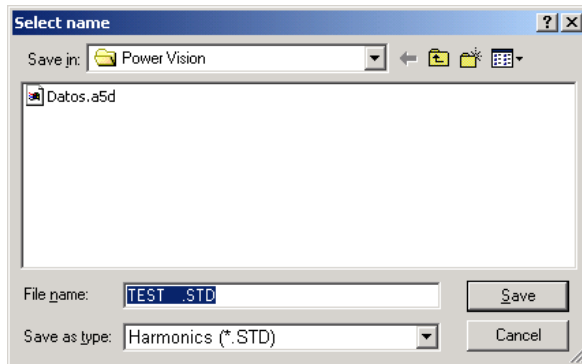 Select name
Save in: Power Vision
Datos.a5d
File name: TEST .STD Save
Save as type: Harmonics (*.STD) Cancel